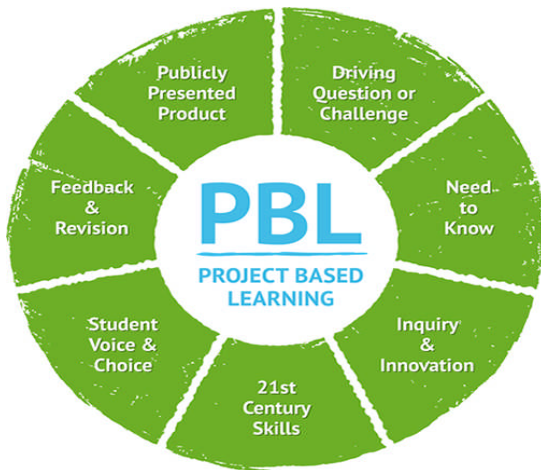 PBL
PROJECT BASED
LEARNING
Driving
Question or
Challenge
Need
to
Know
Inquiry
&
Innovation
21st
Century
Skills
Student
Voice &
Choice
Feedback
&
Revision
Publicly
Presented
Product